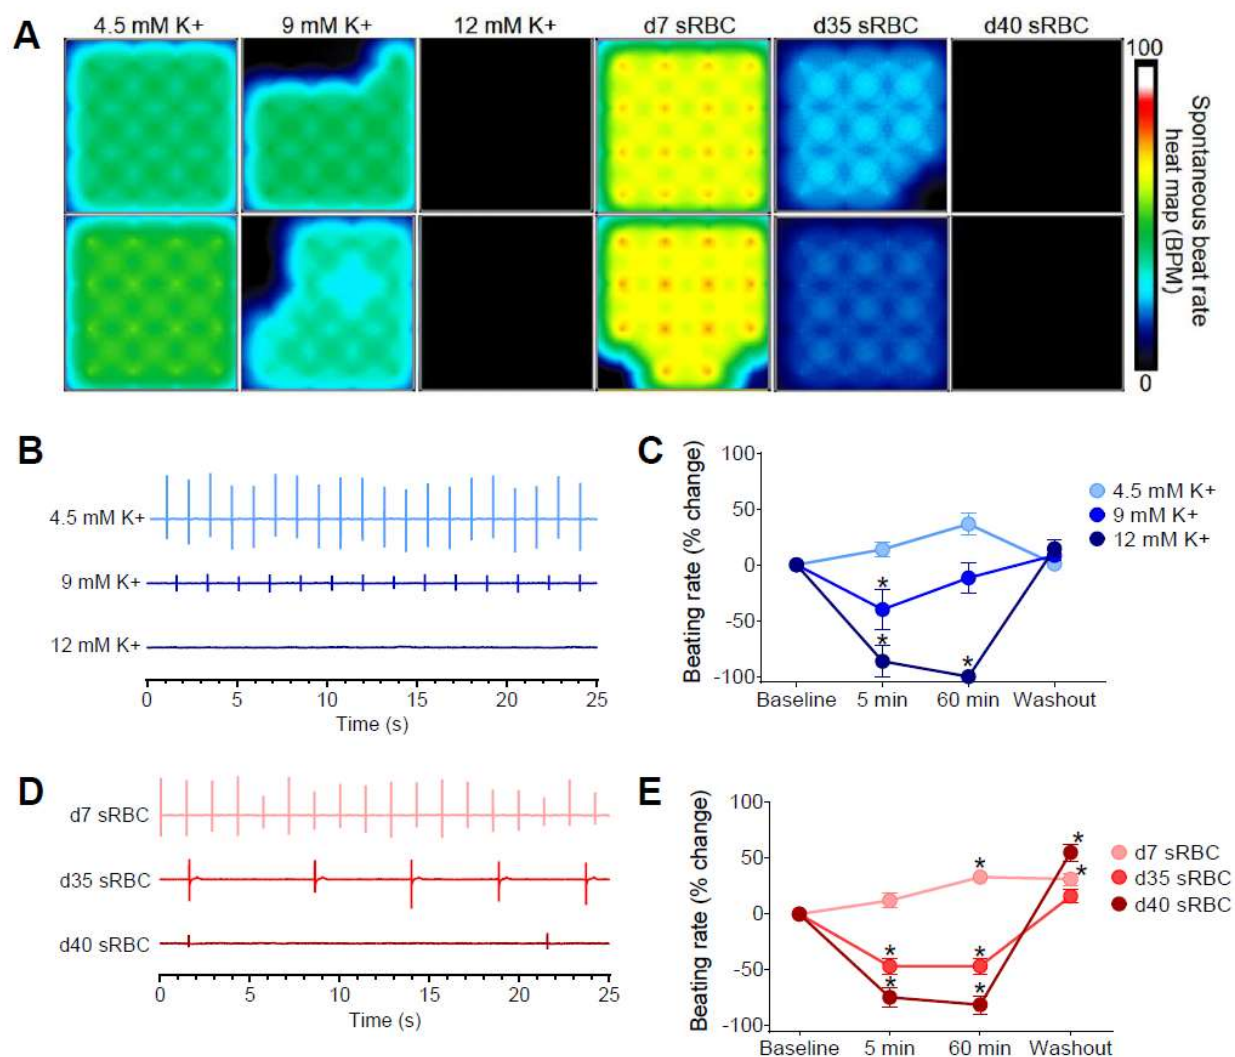 A
4.5 mM K+ 9 mM K+ 12 mM K+ d7 sRBC d35 sRBC d40 sRBC
100
0
Spontaneous beat rate
heat map (BPM)
B
4.5 mM K+
9 mM K+
12 mM K+
0 5 10 15 20 25
Time (s)
C
Beating rate (% change)
100
50
0
-50
-100
* * *
Baseline 5 min 60 min Washout
4.5 mM K+
9 mM K+
12 mM K+
D
d7 sRBC
d35 sRBC
d40 sRBC
0 5 10 15 20 25
Time (s)
E
Beating rate (% change)
100
50
0
-50
-100
* * * * * * *
Baseline 5 min 60 min Washout
d7 sRBC
d35 sRBC
d40 sRBC